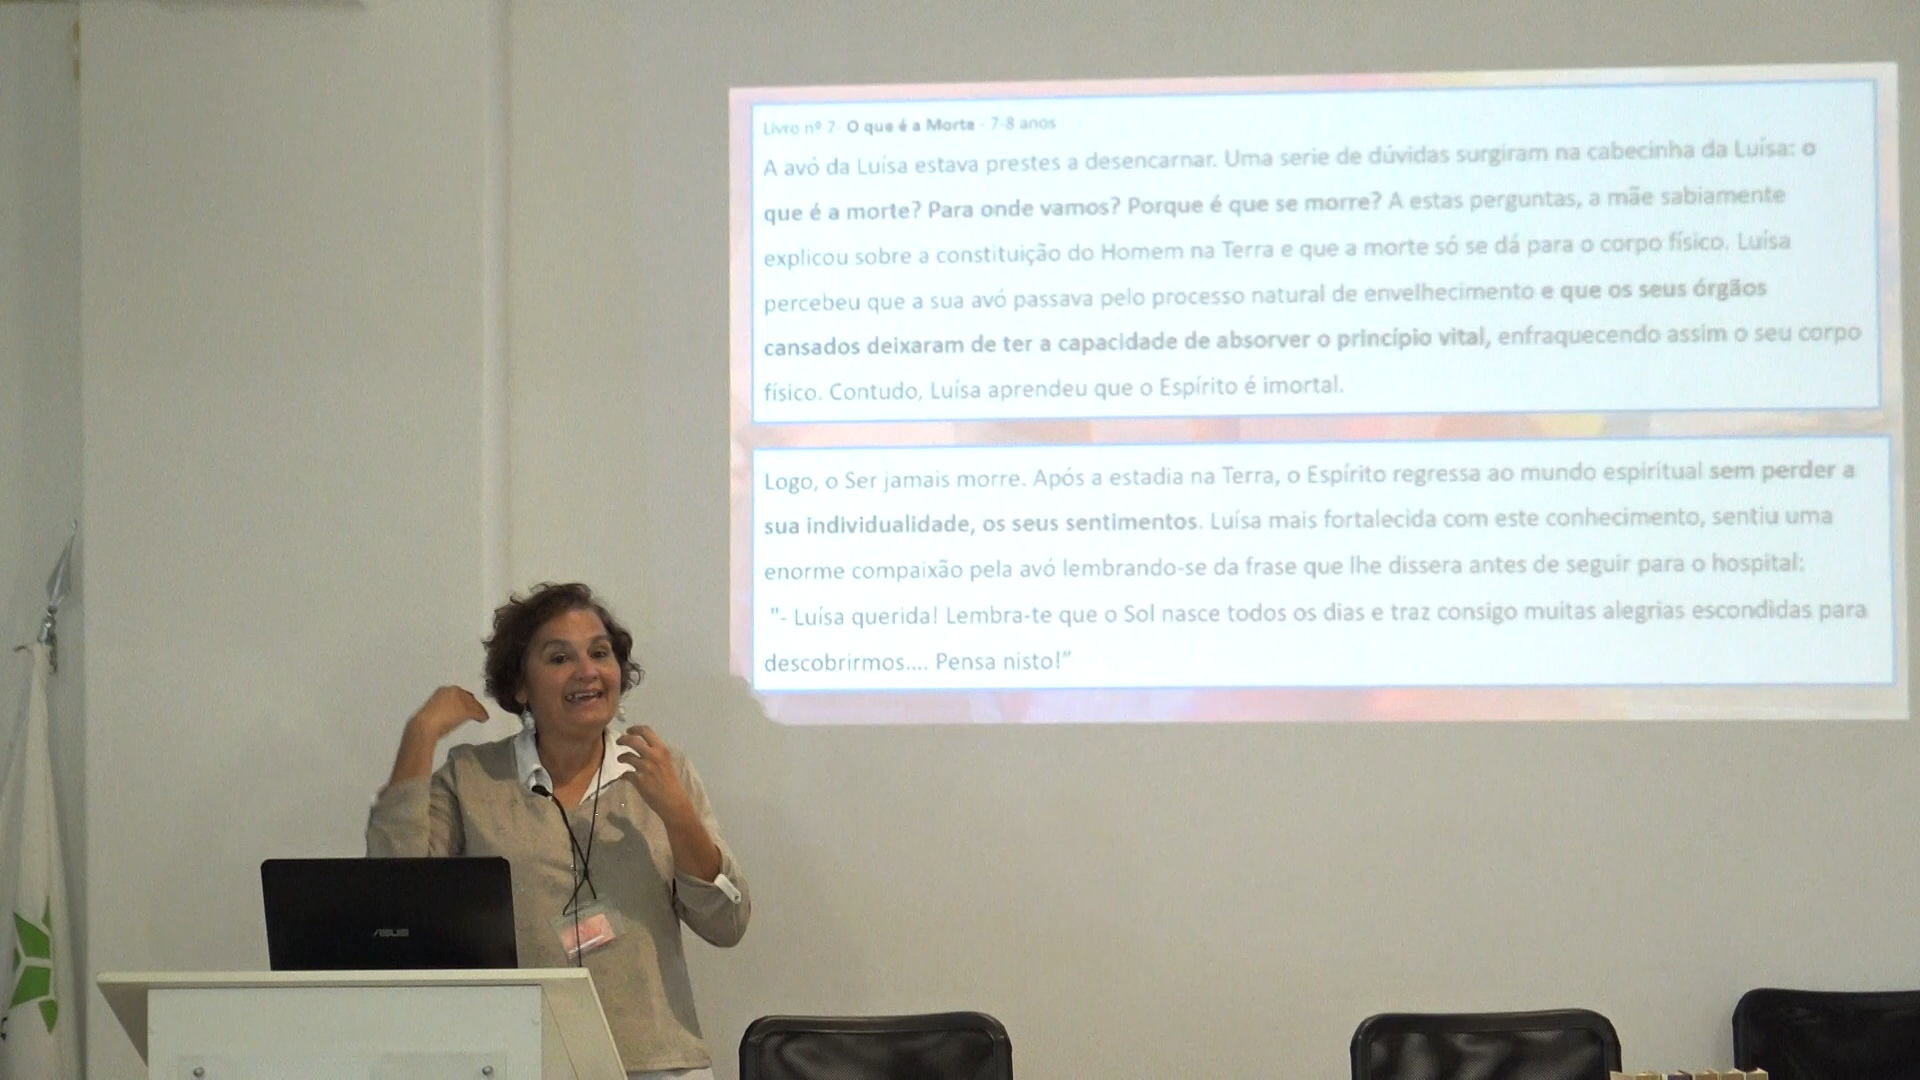 Livro nº 7 O que é a Morte - 7-8 anos
A avó da Luísa estava prestes a desencarnar. Uma serie de dúvidas surgiram na cabecinha da Luísa: o
que é a morte? Para onde vamos? Porque é que se morre? A estas perguntas, a mãe sabiamente
explicou sobre a constituição do Homem na Terra e que a morte só se dá para o corpo físico. Luísa
percebeu que a sua avó passava pelo processo natural de envelhecimento e que os seus órgãos
cansados deixaram de ter a capacidade de absorver o princípio vital, enfraquecendo assim o seu corpo
físico. Contudo, Luísa aprendeu que o Espírito é imortal.
Logo, o Ser jamais morre. Após a estadia na Terra, o Espírito regressa ao mundo espiritual sem perder a
sua individualidade, os seus sentimentos. Luísa mais fortalecida com este conhecimento, sentiu uma
enorme compaixão pela avó lembrando-se da frase que lhe dissera antes de seguir para o hospital:
"- Luísa querida! Lembra-te que o Sol nasce todos os dias e traz consigo muitas alegrias escondidas para
descobrirmos.... Pensa nisto!"
ASUS